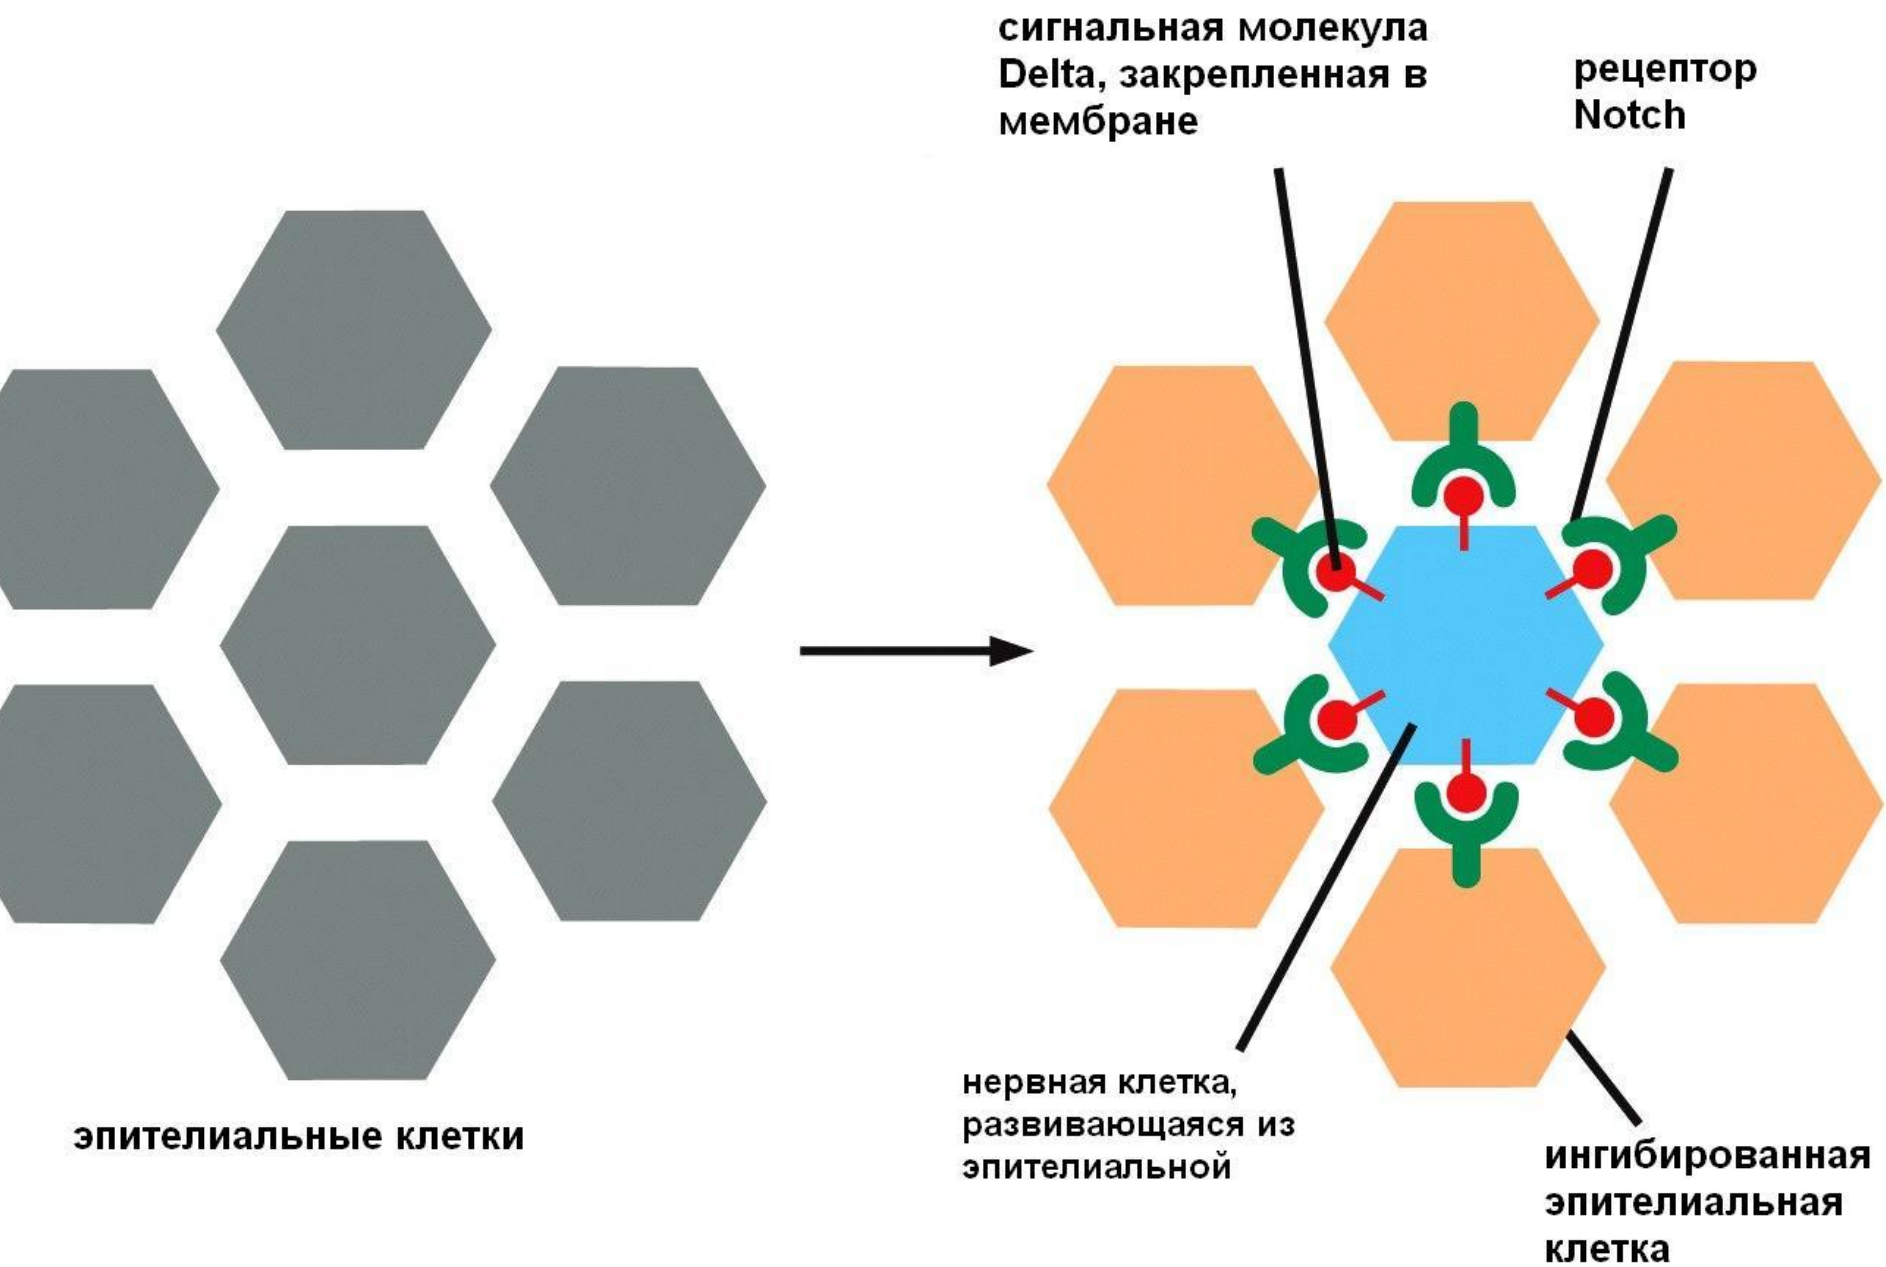 сигнальная молекула
Delta, закрепленная в
мембране
рецептор
Notch
эпителиальные клетки
нервная клетка,
развивающаяся из
эпителиальной
ингибированная
эпителиальная
клетка